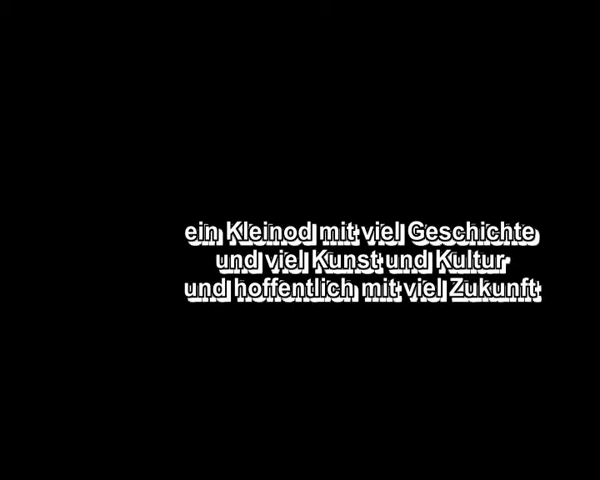 ein Kleinod mit viel Geschichte
und viel Kunst und Kultur
und hoffentlich mit viel Zukunft